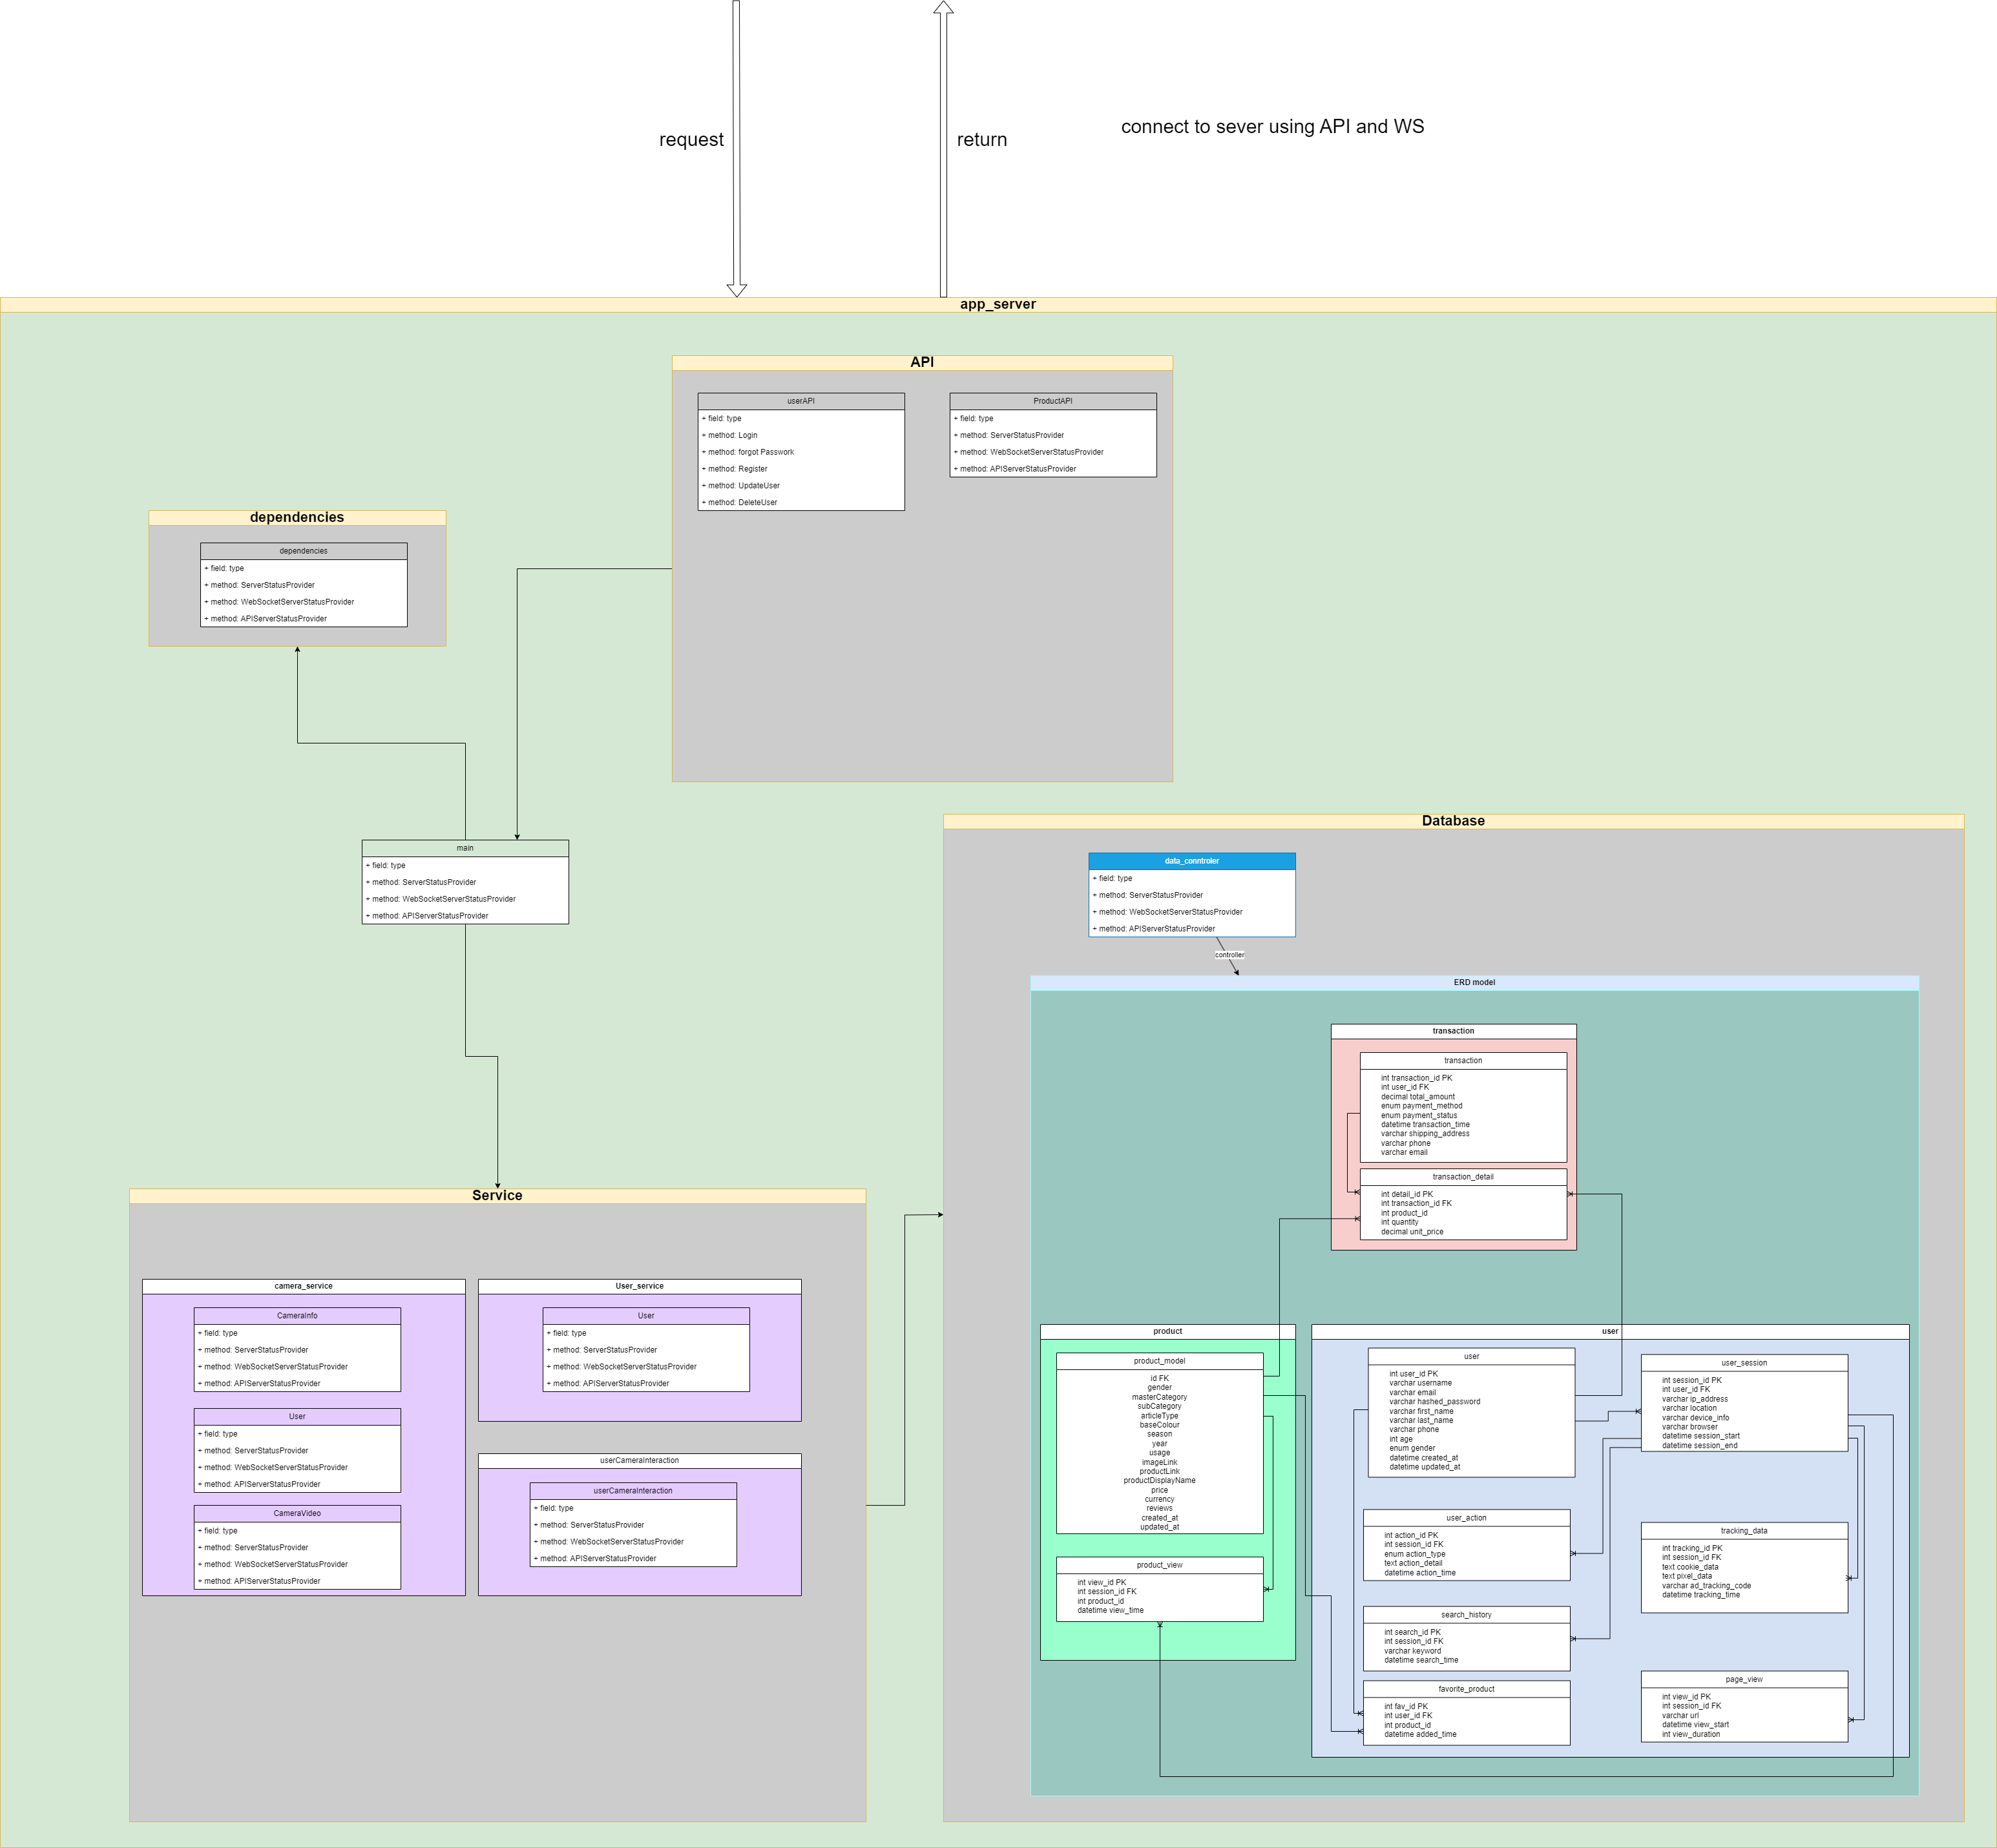 request
return
connect to sever using API and WS
app_server
API
userAPI
+ field: type
+ method: Login
+ method: forgot Passwork
+ method: Register
+ method: UpdateUser
+ method: DeleteUser
ProductAPI
+ field: type
+ method: ServerStatusProvider
+ method: WebSocketServerStatusProvider
+ method: APIServerStatusProvider
dependencies
dependencies
+ field: type
+ method: ServerStatusProvider
+ method: WebSocketServerStatusProvider
+ method: APIServerStatusProvider
main
+ field: type
+ method: ServerStatusProvider
+ method: WebSocketServerStatusProvider
+ method: APIServerStatusProvider
Database
data_conntroler
+ field: type
+ method: ServerStatusProvider
+ method: WebSocketServerStatusProvider
+ method: APIServerStatusProvider
controller
ERD model
transaction
transaction
int transaction_id PK
int user_id FK
decimal total_amount
enum payment_method
enum payment_status
datetime transaction_time
varchar shipping_address
varchar phone
varchar email
transaction_detail
int detail_id PK
int transaction_id FK
int product_id
int quantity
decimal unit_price
Service
camera_service
CameraInfo
+ field: type
+ method: ServerStatusProvider
+ method: WebSocketServerStatusProvider
+ method: APIServerStatusProvider
User
+ field: type
+ method: ServerStatusProvider
+ method: WebSocketServerStatusProvider
+ method: APIServerStatusProvider
CameraVideo
+ field: type
+ method: ServerStatusProvider
+ method: WebSocketServerStatusProvider
+ method: APIServerStatusProvider
User_service
User
+ field: type
+ method: ServerStatusProvider
+ method: WebSocketServerStatusProvider
+ method: APIServerStatusProvider
userCameraInteraction
userCameraInteraction
+ field: type
+ method: ServerStatusProvider
+ method: WebSocketServerStatusProvider
+ method: APIServerStatusProvider
product
product_model
id FK
gender
masterCategory
subCategory
articleType
baseColour
season
year
usage
imageLink
productLink
productDisplayName
price
currency
reviews
created_at
updated_at
product_view
int view_id PK
int session_id FK
int product_id
datetime view_time
user
user
int user_id PK
varchar username
varchar email
varchar hashed_password
varchar first_name
varchar last_name
varchar phone
int age
enum gender
datetime created_at
datetime updated_at
user_session
int session_id PK
int user_id FK
varchar ip_address
varchar location
varchar device_info
varchar browser
datetime session_start
datetime session_end
user_action
int action_id PK
int session_id FK
enum action_type
text action_detail
datetime action_time
tracking_data
int tracking_id PK
int session_id FK
text cookie_data
text pixel_data
varchar ad_tracking_code
datetime tracking_time
search_history
int search_id PK
int session_id FK
varchar keyword
datetime search_time
favorite_product
int fav_id PK
int user_id FK
int product_id
datetime added_time
page_view
int view_id PK
int session_id FK
varchar url
datetime view_start
int view_duration